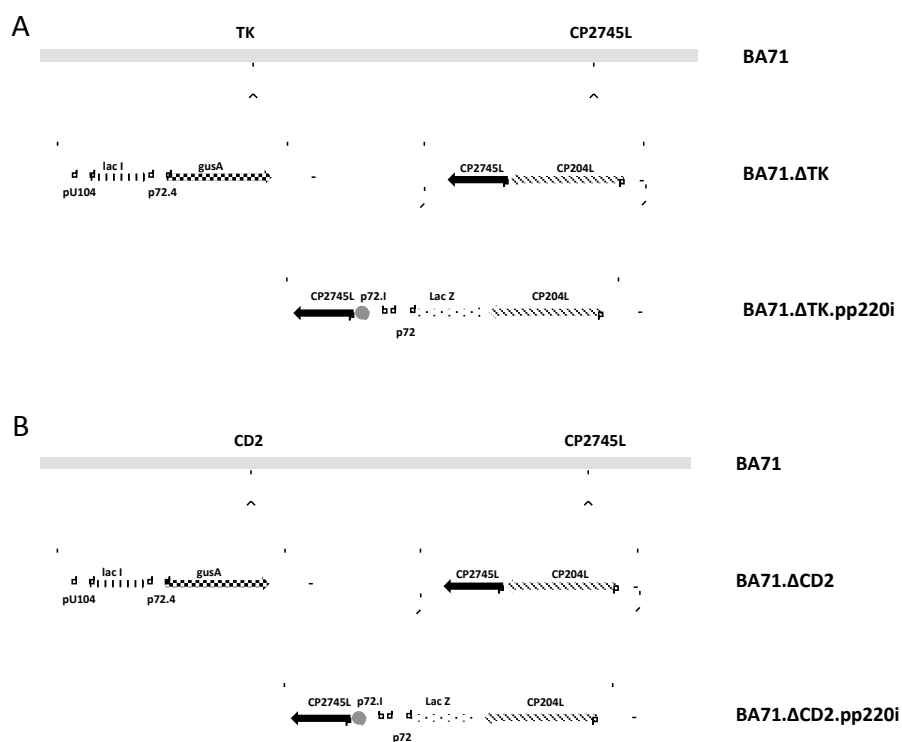 A
TK CP2745L
BA71
lac I gusA CP2745L CP204L
BA71.ΔTK
pU104 p72.4
CP2745L p72.I Lac Z CP204L
BA71.ΔTK.pp220i
p72
B
CD2 CP2745L
BA71
lac I gusA CP2745L CP204L
BA71.ΔCD2
pU104 p72.4
CP2745L p72.I Lac Z CP204L
BA71.ΔCD2.pp220i
p72